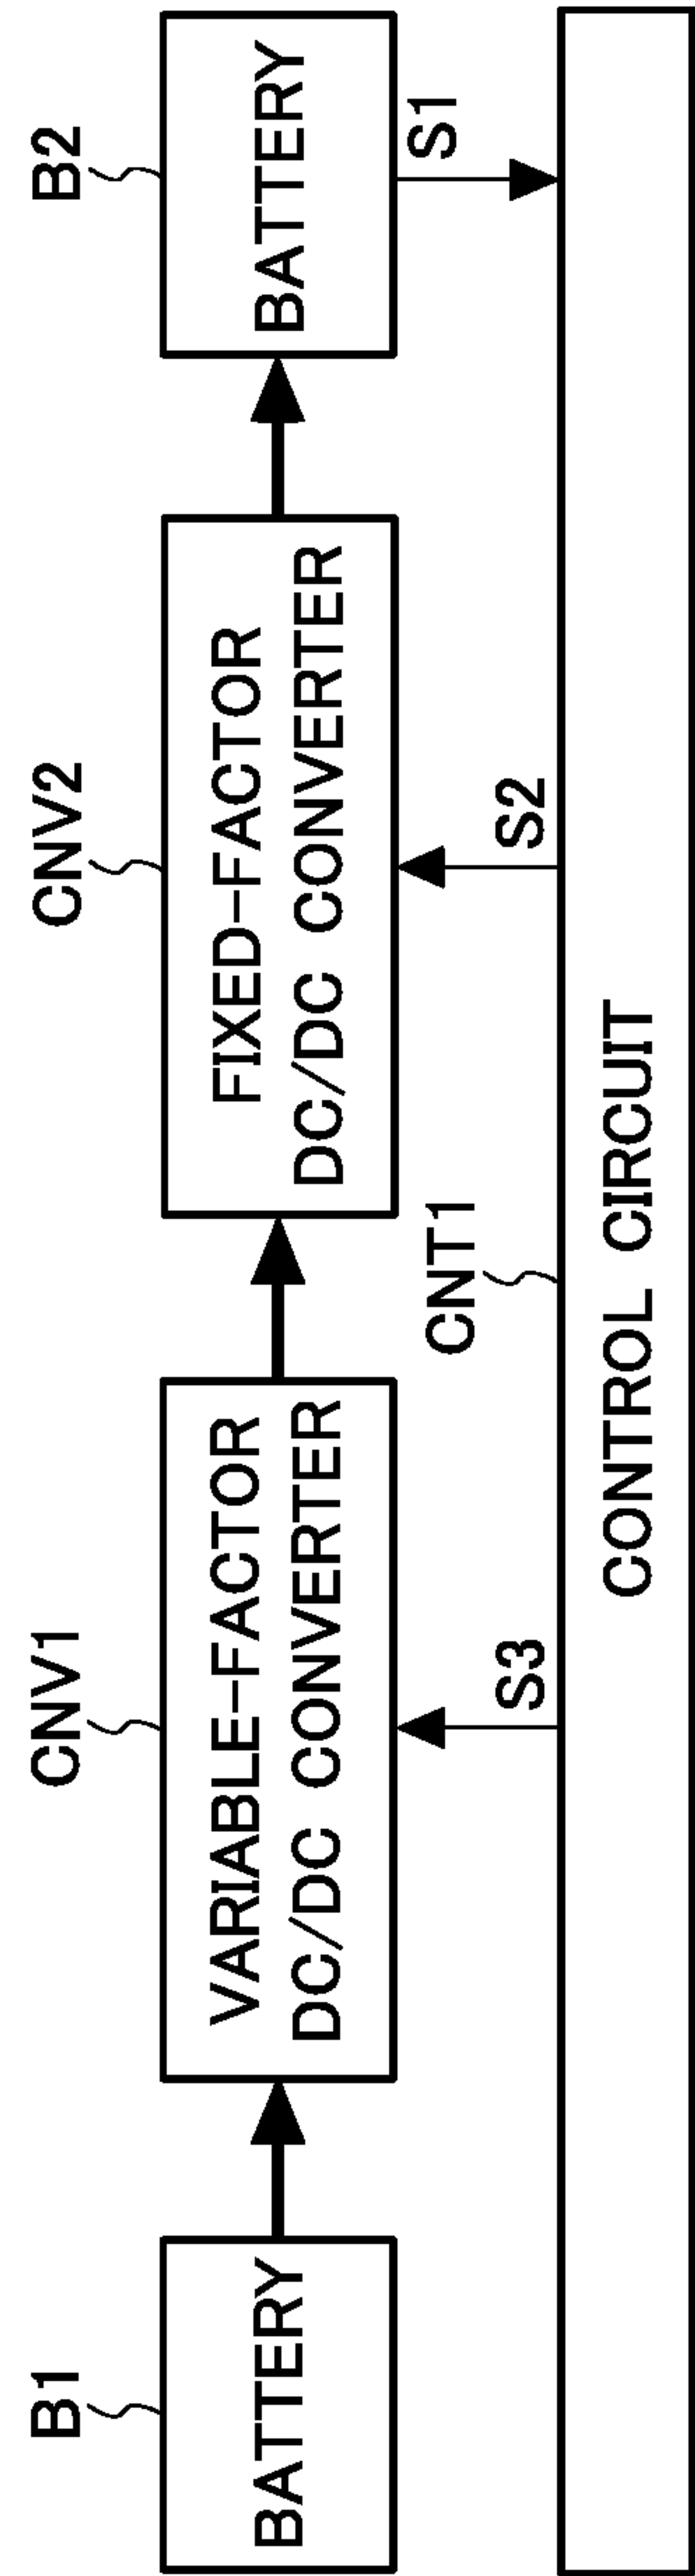 B1
CNV1
CNV2
B2
BATTERY
VARIABLE-FACTOR
DC/DC CONVERTER
FIXED-FACTOR
DC/DC CONVERTER
BATTERY
S3
CNT1
S2
S1
CONTROL CIRCUIT